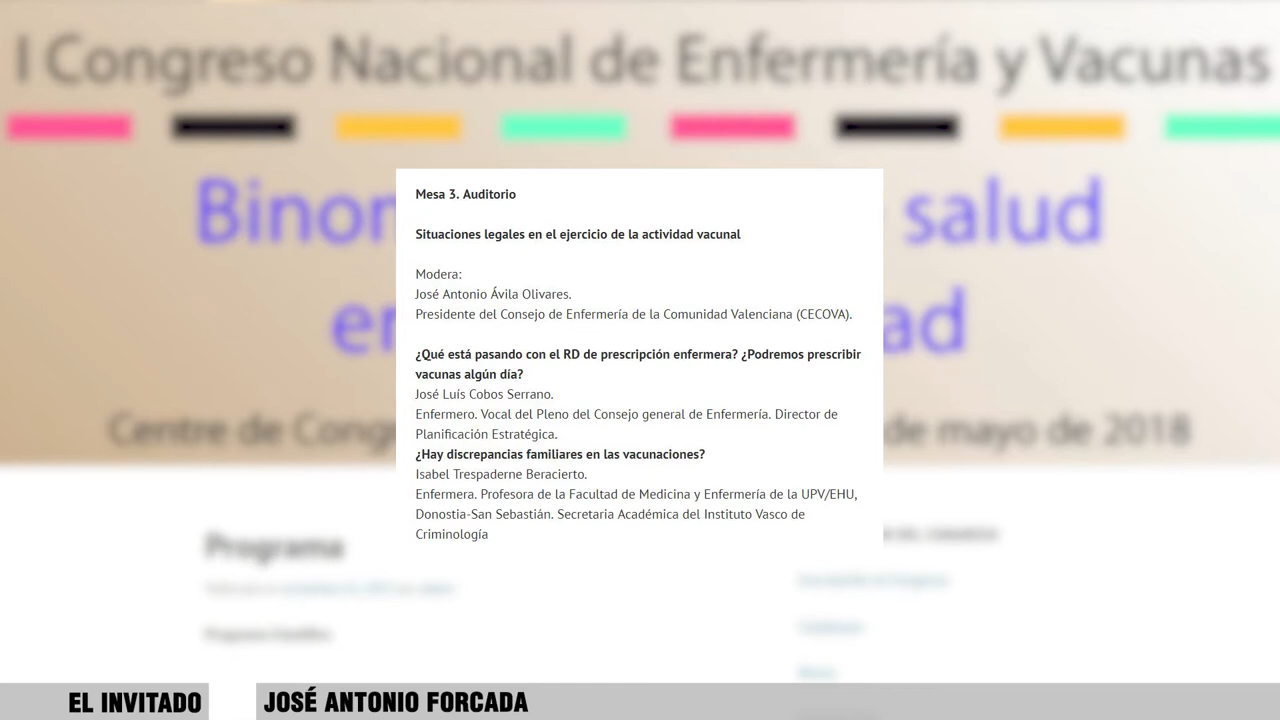 I Congreso Nacional de Enfermería y Vacunas
salud
Centre de
de mayo de 2018
Mesa 3. Auditorio
Situaciones legales en el ejercicio de la actividad vacunal
Modera:
José Antonio Ávila Olivares.
Presidente del Consejo de Enfermería de la Comunidad Valenciana (CECOVA).
¿Qué está pasando con el RD de prescripción enfermera? ¿Podremos prescribir
vacunas algún día?
José Luís Cobos Serrano.
Enfermero. Vocal del Pleno del Consejo general de Enfermería. Director de
Planificación Estratégica.
¿Hay discrepancias familiares en las vacunaciones?
Isabel Trespaderne Beracierto.
Enfermera. Profesora de la Facultad de Medicina y Enfermería de la UPV/EHU,
Donostia-San Sebastián. Secretaria Académica del Instituto Vasco de
Criminología
Programa
Programa Científico
EL INVITADO
JOSÉ ANTONIO FORCADA